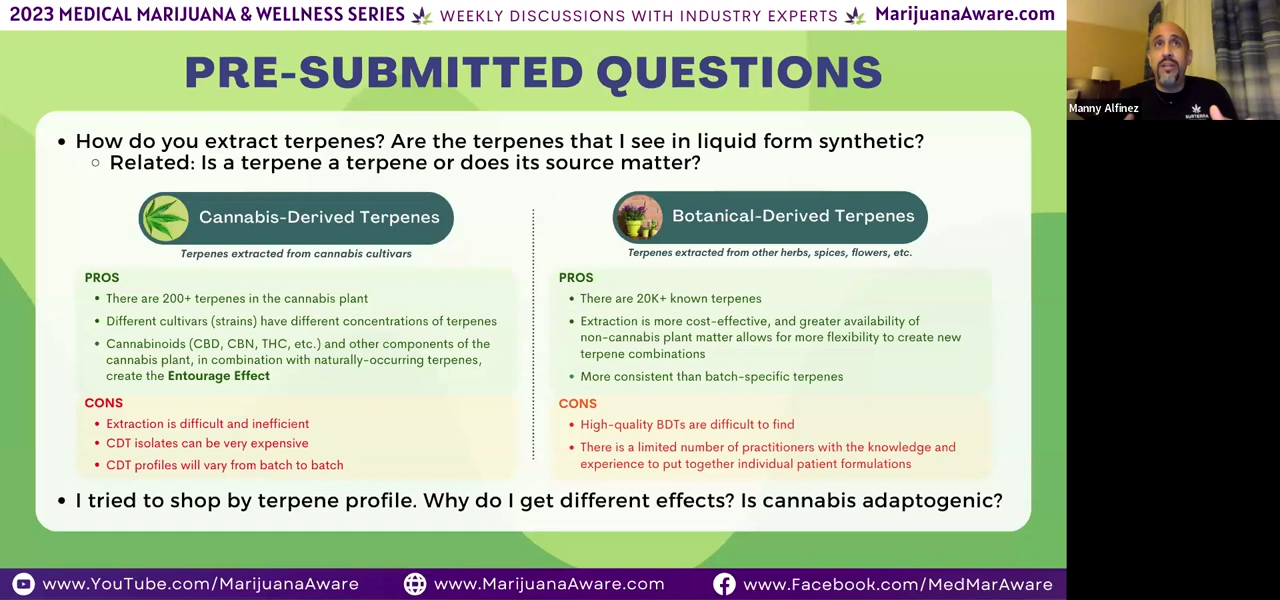 2023 MEDICAL MARIJUANA & WELLNESS SERIES WEEKLY DISCUSSIONS WITH INDUSTRY EXPERTS MarijuanaAware.com
PRE-SUBMITTED QUESTIONS
• How do you extract terpenes? Are the terpenes that I see in liquid form synthetic?
○ Related: Is a terpene a terpene or does its source matter?
Cannabis-Derived Terpenes
Terpenes extracted from cannabis cultivars
PROS
• There are 200+ terpenes in the cannabis plant
• Different cultivars (strains) have different concentrations of terpenes
• Cannabinoids (CBD, CBN, THC, etc.) and other components of the
cannabis plant, in combination with naturally-occurring terpenes,
create the Entourage Effect
CONS
• Extraction is difficult and inefficient
• CDT isolates can be very expensive
• CDT profiles will vary from batch to batch
Botanical-Derived Terpenes
Terpenes extracted from other herbs, spices, flowers, etc.
PROS
• There are 20K+ known terpenes
• Extraction is more cost-effective, and greater availability of
non-cannabis plant matter allows for more flexibility to create new
terpene combinations
• More consistent than batch-specific terpenes
CONS
• High-quality BDTs are difficult to find
• There is a limited number of practitioners with the knowledge and
experience to put together individual patient formulations
• I tried to shop by terpene profile. Why do I get different effects? Is cannabis adaptogenic?
www.YouTube.com/MarijuanaAware www.MarijuanaAware.com www.Facebook.com/MedMarAware
Manny Alfinez
SUBTERRA